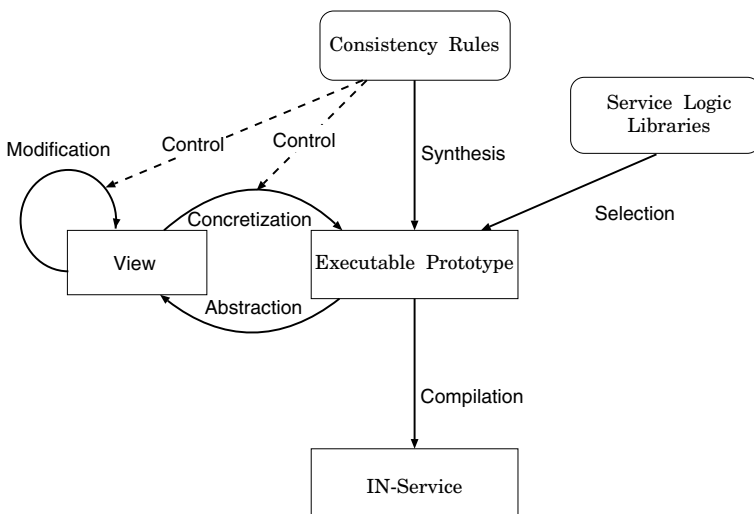 Consistency Rules
Service Logic
Libraries
Control
Control
Modification
Synthesis
Selection
Concretization
View
Executable Prototype
Abstraction
Compilation
IN-Service